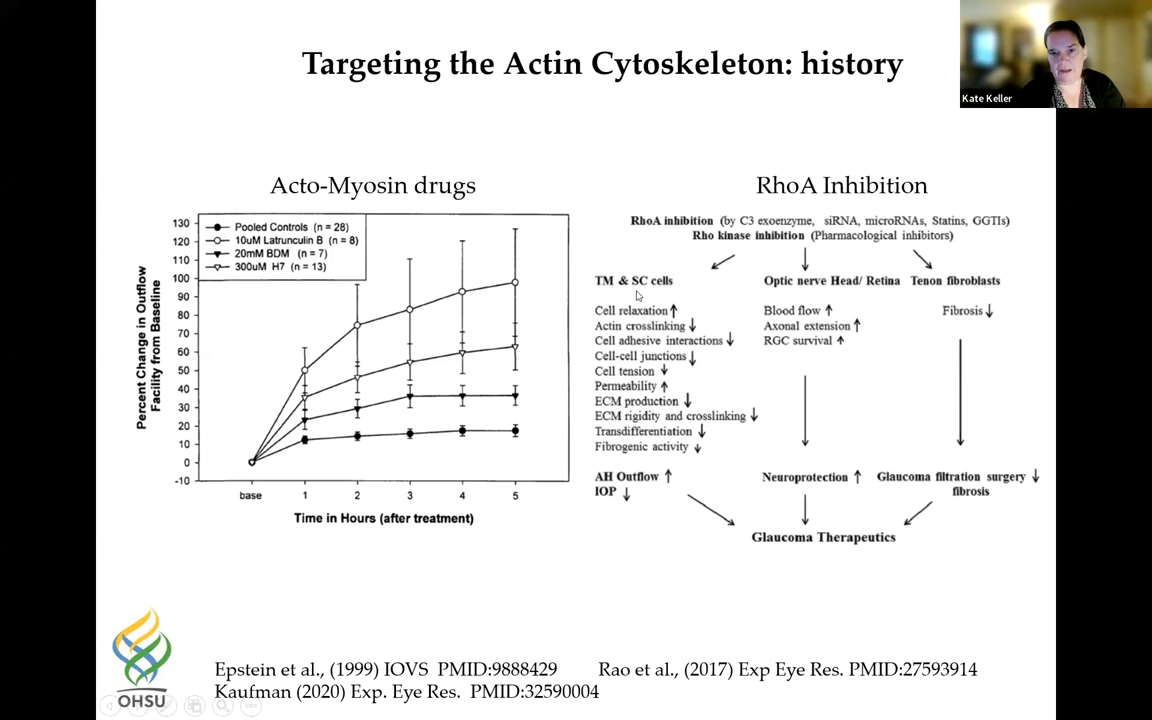 Targeting the Actin Cytoskeleton: history
Kate Keller
Acto-Myosin drugs
130
120
110
100
90
80
70
60
50
40
30
20
10
0
-10
Percent Change in Outflow
Facility from Baseline
Pooled Controls (n = 28)
10uM Latrunculin B (n = 8)
20mM BDM (n = 7)
300uM H7 (n = 13)
base 1 2 3 4 5
Time in Hours (after treatment)
RhoA Inhibition
RhoA inhibition (by C3 exoenzyme, siRNA, microRNAs, Statins, GGTIs)
Rho kinase inhibition (Pharmacological inhibitors)
TM & SC cells
Cell relaxation ↑
Actin crosslinking ↓
Cell adhesive interactions ↓
Cell-cell junctions ↓
Cell tension ↓
Permeability ↑
ECM production ↓
ECM rigidity and crosslinking ↓
Transdifferentiation ↓
Fibrogenic activity ↓
AH Outflow ↑
IOP ↓
Optic nerve Head/ Retina
Blood flow ↑
Axonal extension ↑
RGC survival ↑
Neuroprotection ↑
Tenon fibroblasts
Fibrosis ↓
Glaucoma filtration surgery ↓
fibrosis
Glaucoma Therapeutics
OHSU
Epstein et al., (1999) IOVS PMID:9888429
Kaufman (2020) Exp. Eye Res. PMID:32590004
Rao et al., (2017) Exp Eye Res. PMID:27593914